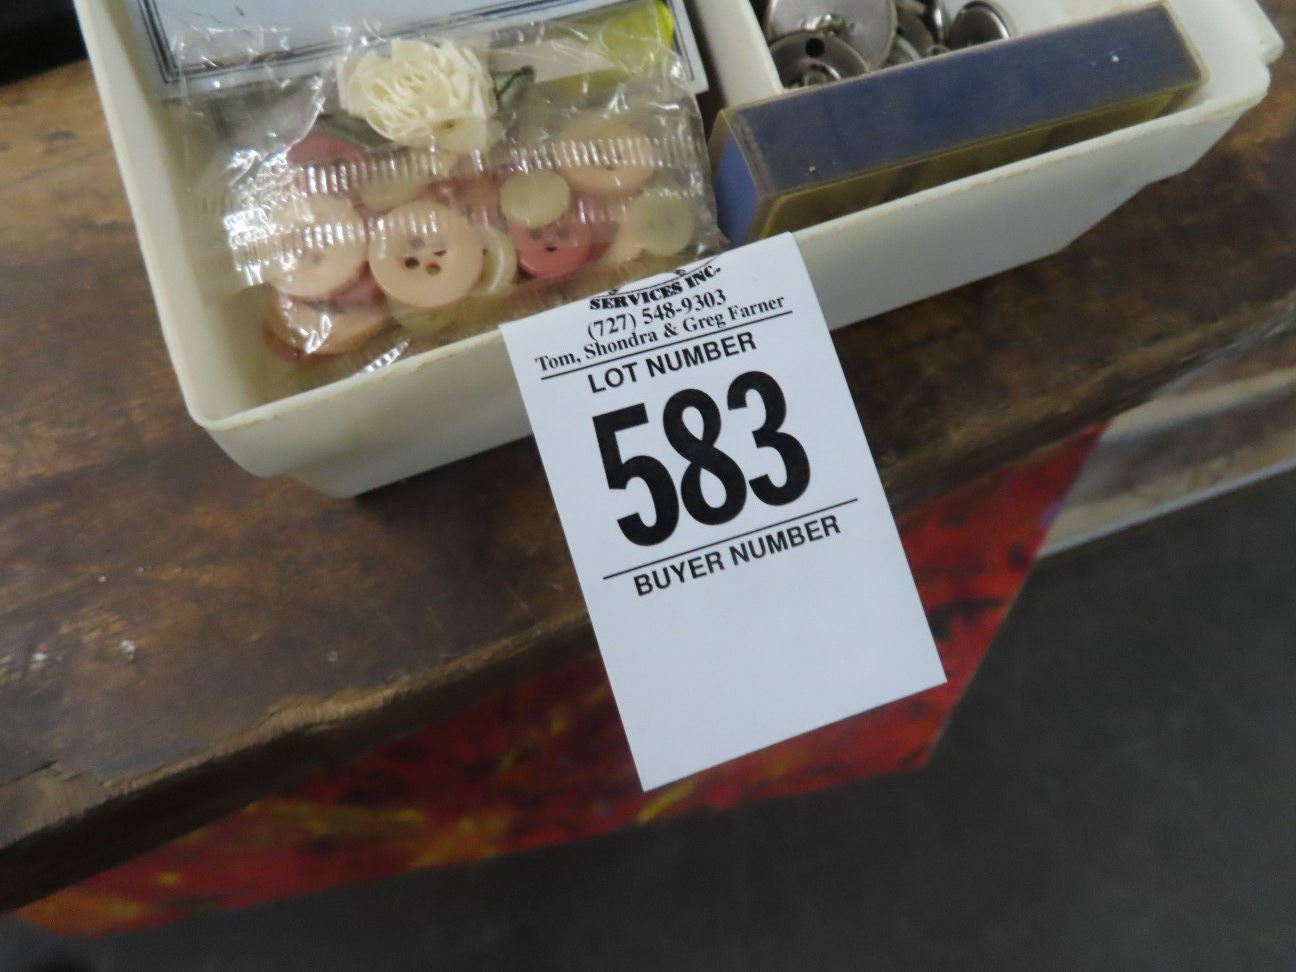 SERVICES INC.
(727) 548-9303
Tom, Shondra & Greg Farner
LOT NUMBER
583
BUYER NUMBER